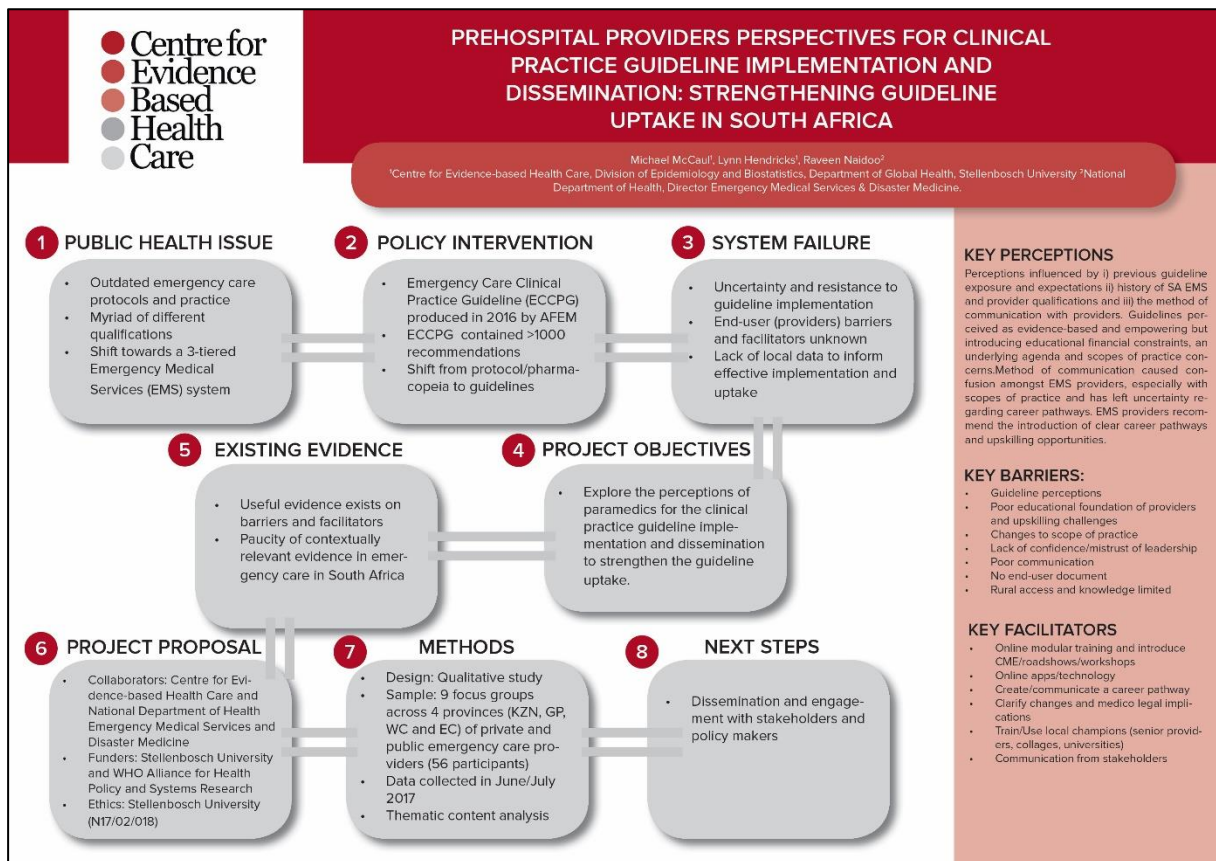 Centre for
Evidence
Based
Health
Care
PREHOSPITAL PROVIDERS PERSPECTIVES FOR CLINICAL
PRACTICE GUIDELINE IMPLEMENTATION AND
DISSEMINATION: STRENGTHENING GUIDELINE
UPTAKE IN SOUTH AFRICA
Michael McCaul¹, Lynn Hendricks¹, Raveen Naidoo²
¹Centre for Evidence-based Health Care, Division of Epidemiology and Biostatistics, Department of Global Health, Stellenbosch University ²National
Department of Health, Director Emergency Medical Services & Disaster Medicine.
1 PUBLIC HEALTH ISSUE
• Outdated emergency care
protocols and practice
• Myriad of different
qualifications
• Shift towards a 3-tiered
Emergency Medical
Services (EMS) system
2 POLICY INTERVENTION
• Emergency Care Clinical
Practice Guideline (ECCPG)
produced in 2016 by AFEM
• ECCPG contained >1000
recommendations
• Shift from protocol/pharma-
copeia to guidelines
3 SYSTEM FAILURE
• Uncertainty and resistance to
guideline implementation
• End-user (providers) barriers
and facilitators unknown
• Lack of local data to inform
effective implementation and
uptake
4 PROJECT OBJECTIVES
• Explore the perceptions of
paramedics for the clinical
practice guideline imple-
mentation and dissemination
to strengthen the guideline
uptake.
5 EXISTING EVIDENCE
• Useful evidence exists on
barriers and facilitators
• Paucity of contextually
relevant evidence in emer-
gency care in South Africa
6 PROJECT PROPOSAL
• Collaborators: Centre for Evi-
dence-based Health Care and
National Department of Health
Emergency Medical Services and
Disaster Medicine
• Funders: Stellenbosch University
and WHO Alliance for Health
Policy and Systems Research
• Ethics: Stellenbosch University
(N17/02/018)
7 METHODS
• Design: Qualitative study
• Sample: 9 focus groups
across 4 provinces (KZN, GP,
WC and EC) of private and
public emergency care pro-
viders (56 participants)
• Data collected in June/July
2017
• Thematic content analysis
8 NEXT STEPS
• Dissemination and engage-
ment with stakeholders and
policy makers
KEY PERCEPTIONS
Perceptions influenced by i) previous guideline
exposure and expectations ii) history of SA EMS
and provider qualifications and iii) the method of
communication with providers. Guidelines per-
ceived as evidence-based and empowering but
introducing educational financial constraints, an
underlying agenda and scopes of practice con-
cerns.Method of communication caused con-
fusion amongst EMS providers, especially with
scopes of practice and has left uncertainty re-
garding career pathways. EMS providers recom-
mend the introduction of clear career pathways
and upskilling opportunities.
KEY BARRIERS:
• Guideline perceptions
• Poor educational foundation of providers
and upskilling challenges
• Changes to scope of practice
• Lack of confidence/mistrust of leadership
• Poor communication
• No end-user document
• Rural access and knowledge limited
KEY FACILITATORS
• Online modular training and introduce
CME/roadshows/workshops
• Online apps/technology
• Create/communicate a career pathway
• Clarify changes and medico legal impli-
cations
• Train/Use local champions (senior provid-
ers, collages, universities)
• Communication from stakeholders